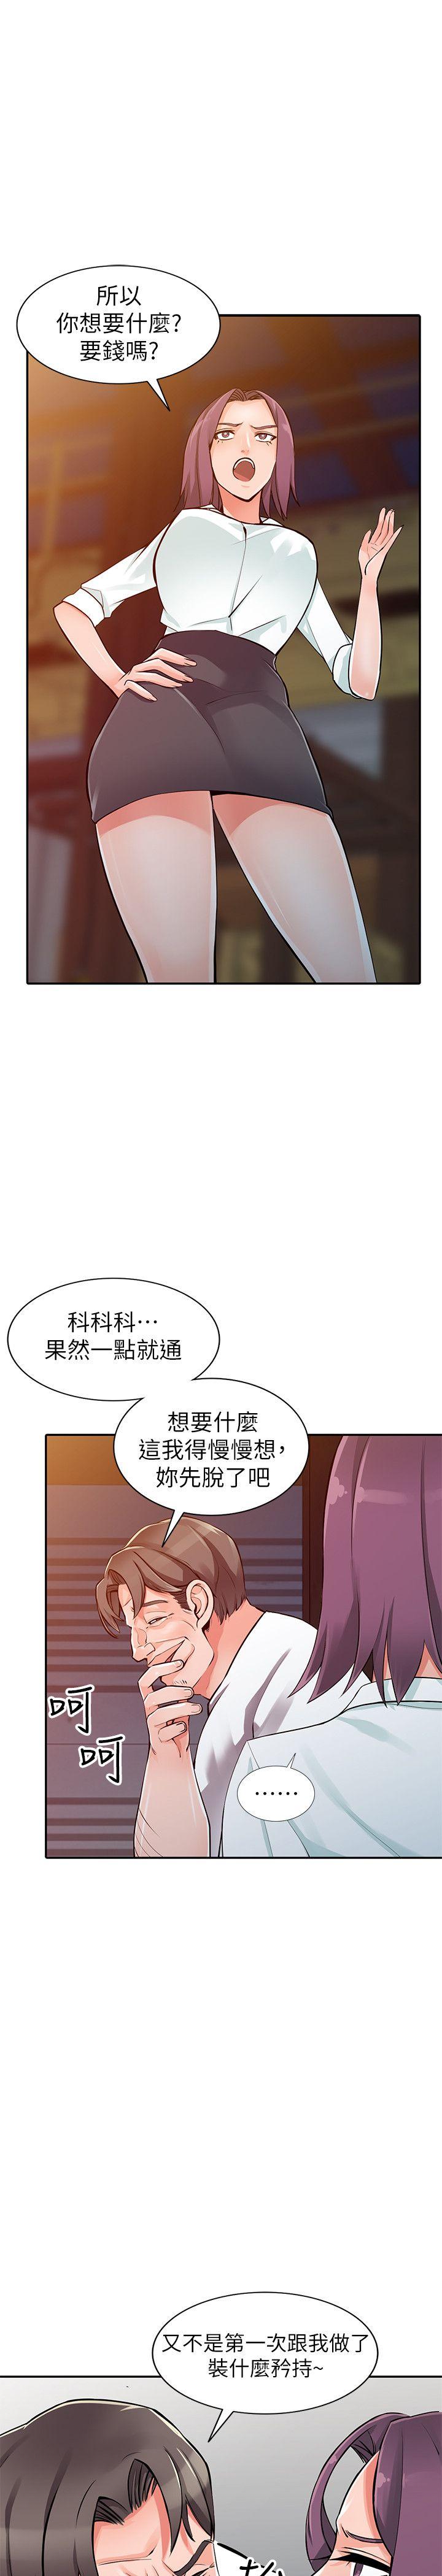 所以
你想要什麼?
要錢嗎?
科科科⋯
果然一點就通
想要什麼
這我得慢慢想,
妳先脫了吧
呵
呵
⋯⋯
又不是第一次跟我做了
裝什麼矜持~